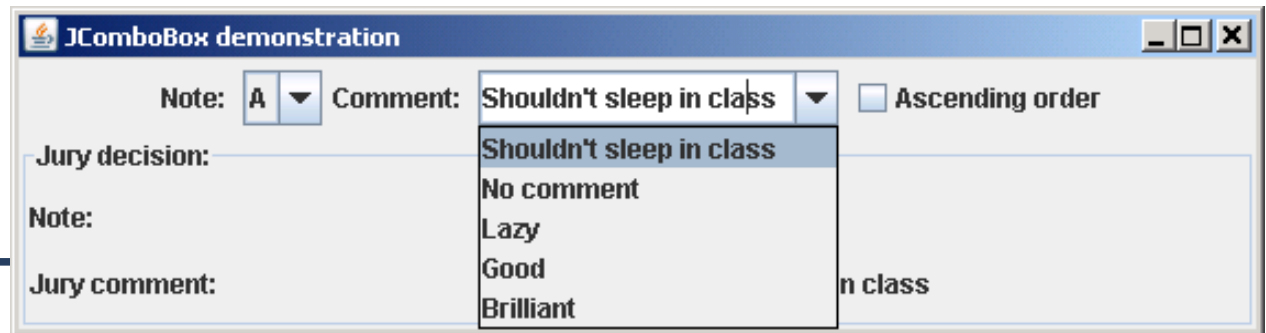 JComboBox demonstration
Note: A Comment: Shouldn't sleep in class Ascending order
Jury decision:
Shouldn't sleep in class
No comment
Note:
Lazy
Good
Jury comment: n class
Brilliant